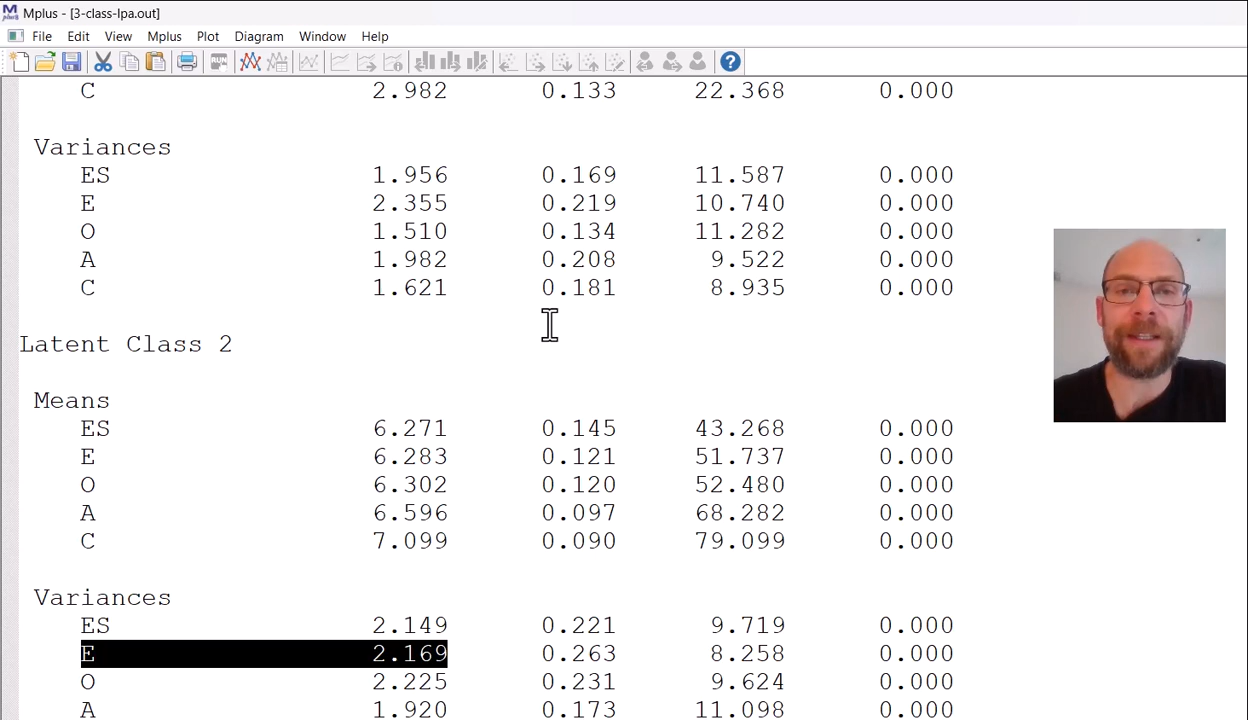 Mplus - [3-class-lpa.out]
File Edit View Mplus Plot Diagram Window Help
RUN
C 2.982 0.133 22.368 0.000
Variances
ES 1.956 0.169 11.587 0.000
E 2.355 0.219 10.740 0.000
O 1.510 0.134 11.282 0.000
A 1.982 0.208 9.522 0.000
C 1.621 0.181 8.935 0.000
Latent Class 2
Means
ES 6.271 0.145 43.268 0.000
E 6.283 0.121 51.737 0.000
O 6.302 0.120 52.480 0.000
A 6.596 0.097 68.282 0.000
C 7.099 0.090 79.099 0.000
Variances
ES 2.149 0.221 9.719 0.000
E 2.169 0.263 8.258 0.000
O 2.225 0.231 9.624 0.000
A 1.920 0.173 11.098 0.000